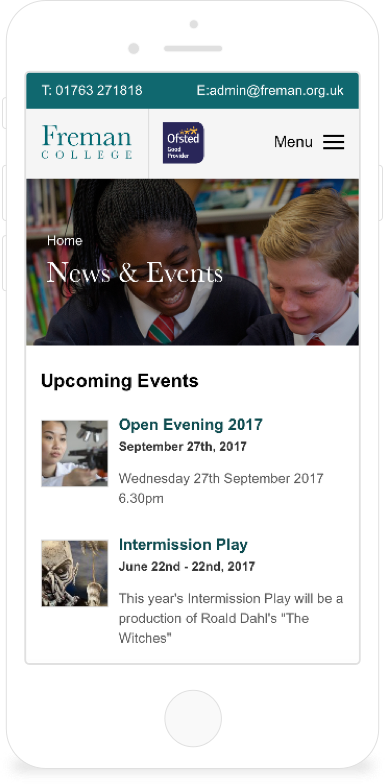 T: 01763 271818 E:admin@freman.org.uk
Freman
COLLEGE
Ofsted
Good
Provider
Menu
Home
News & Events
Upcoming Events
Open Evening 2017
September 27th, 2017
Wednesday 27th September 2017
6.30pm
Intermission Play
June 22nd - 22nd, 2017
This year's Intermission Play will be a
production of Roald Dahl's "The
Witches"